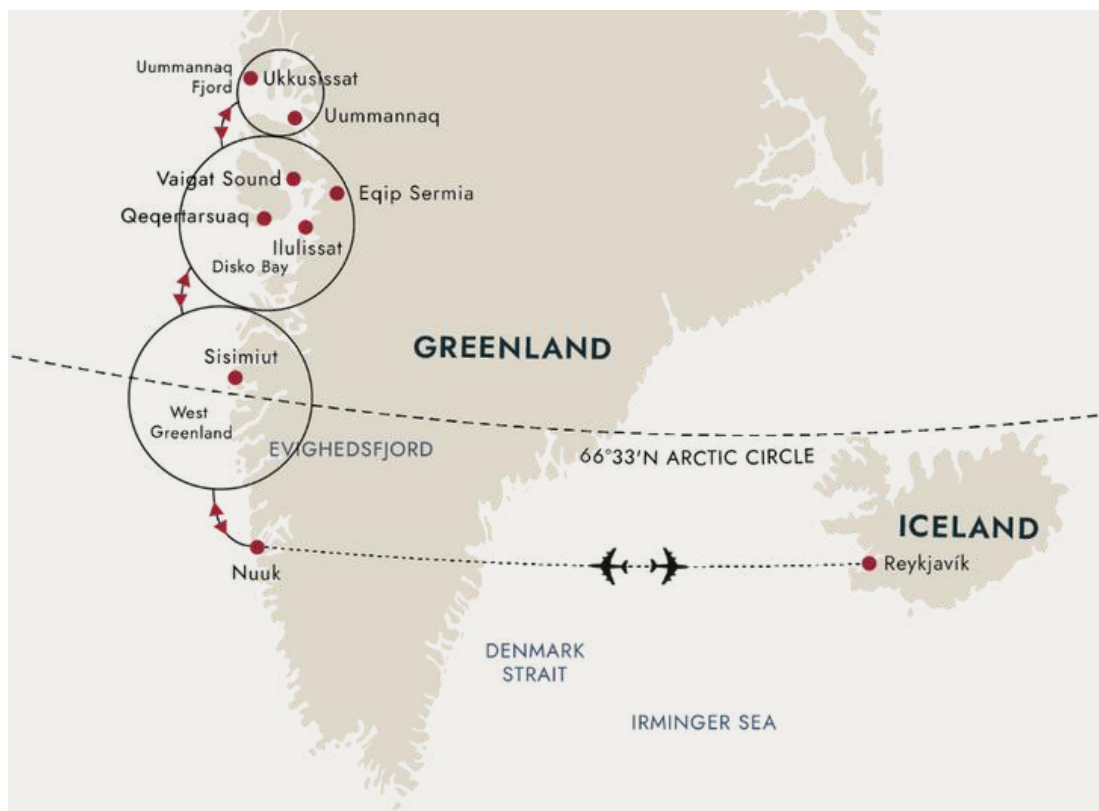 Uummannaq
Fjord
Ukkusissat
Uummannaq
Vaigat Sound
Eqip Sermia
Qeqertarsuaq
Ilulissat
Disko Bay
GREENLAND
Sisimiut
West
Greenland
EVIGHEDSFJORD
66°33'N ARCTIC CIRCLE
ICELAND
Nuuk
Reykjavík
DENMARK
STRAIT
IRMINGER SEA